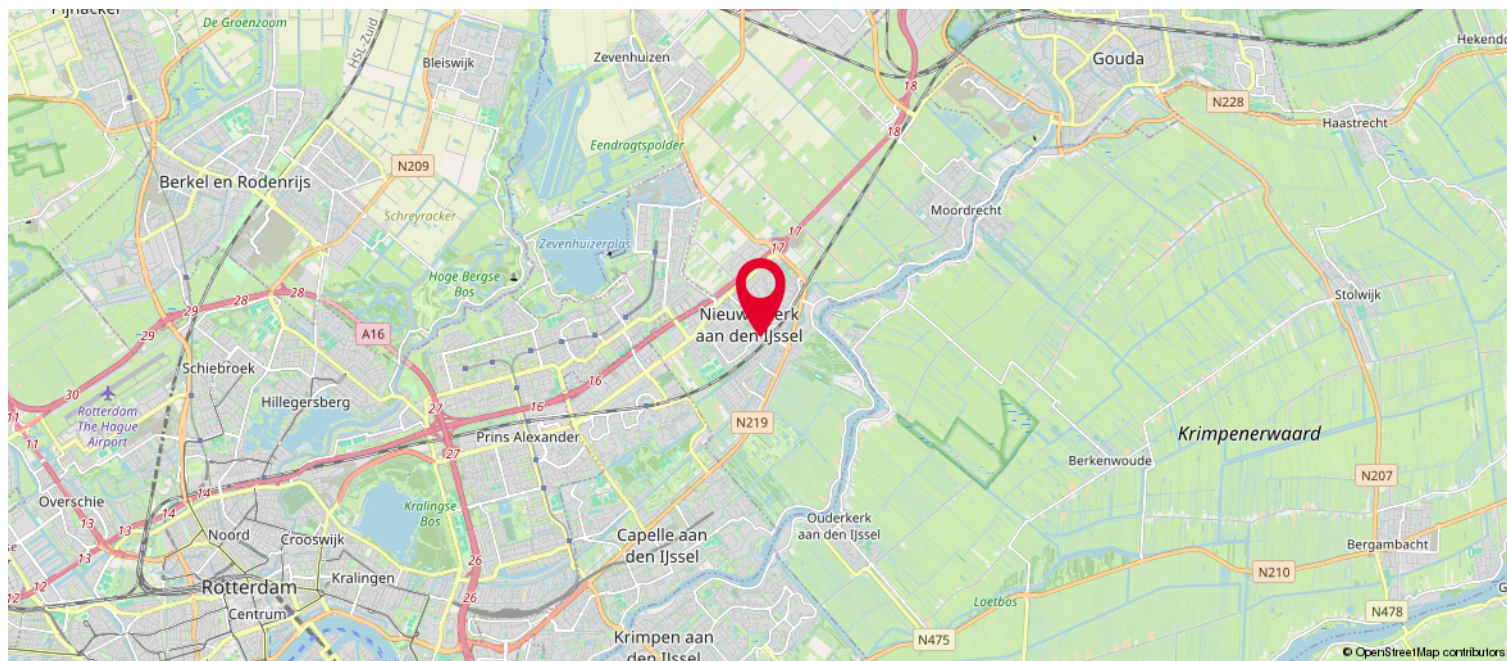 Pijnacker
De Groenzoom
HSL-Zuid
Bleiswijk
Zevenhuizen
18
Gouda
Hekend
N228
Haastrecht
18
Eendragtspolder
N209
Berkel en Rodenrijs
Schreyracker
Moordrecht
17
17
Zevenhuizerplas
Hoge Bergse
Bos
28
28
29
29
Stolwijk
A16
Nieuwerkerk
aan den IJssel
Schiebroek
16
16
30
Rotterdam
The Hague
Airport
Hillegersberg
27
27
11
11
N219
Prins Alexander
Krimpenerwaard
Berkenwoude
N207
14
14
Overschie
Kralingse
Bos
13
13
Ouderkerk
aan den IJssel
Noord
Crooswijk
Capelle aan
den IJssel
Bergambacht
26
26
12
12
Kralingen
Rotterdam
Centrum
N210
Loetbos
N478
Krimpen aan
den IJssel
N475
© OpenStreetMap contributors